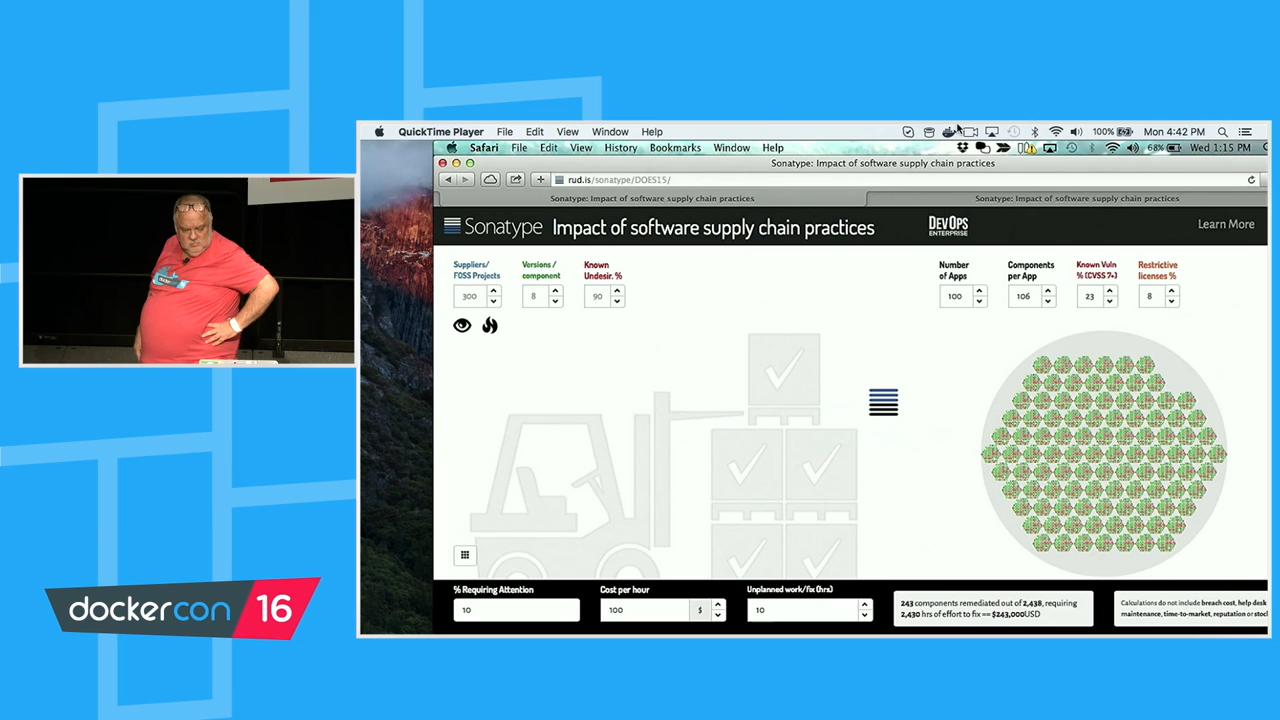 QuickTime Player File Edit View Window Help 100% Mon 4:42 PM
Safari File Edit View History Bookmarks Window Help 68% Wed 1:15 PM
Sonatype: Impact of software supply chain practices
rud.is/sonatype/DOES15/
Sonatype: Impact of software supply chain practices Sonatype: Impact of software supply chain practices
Sonatype Impact of software supply chain practices DEVOPS ENTERPRISE Learn More
Suppliers/
FOSS Projects
300
Versions /
component
8
Known
Undesir. %
90
Number
of Apps
100
Components
per App
106
Known Vuln
% (CVSS 7+)
23
Restrictive
licenses %
8
% Requiring Attention
10
Cost per hour
100 $
Unplanned work/fix (hrs)
10
243 components remediated out of 2,438, requiring
2,430 hrs of effort to fix == $243,000USD
Calculations do not include breach cost, help desk
maintenance, time-to-market, reputation or stock
dockercon 16